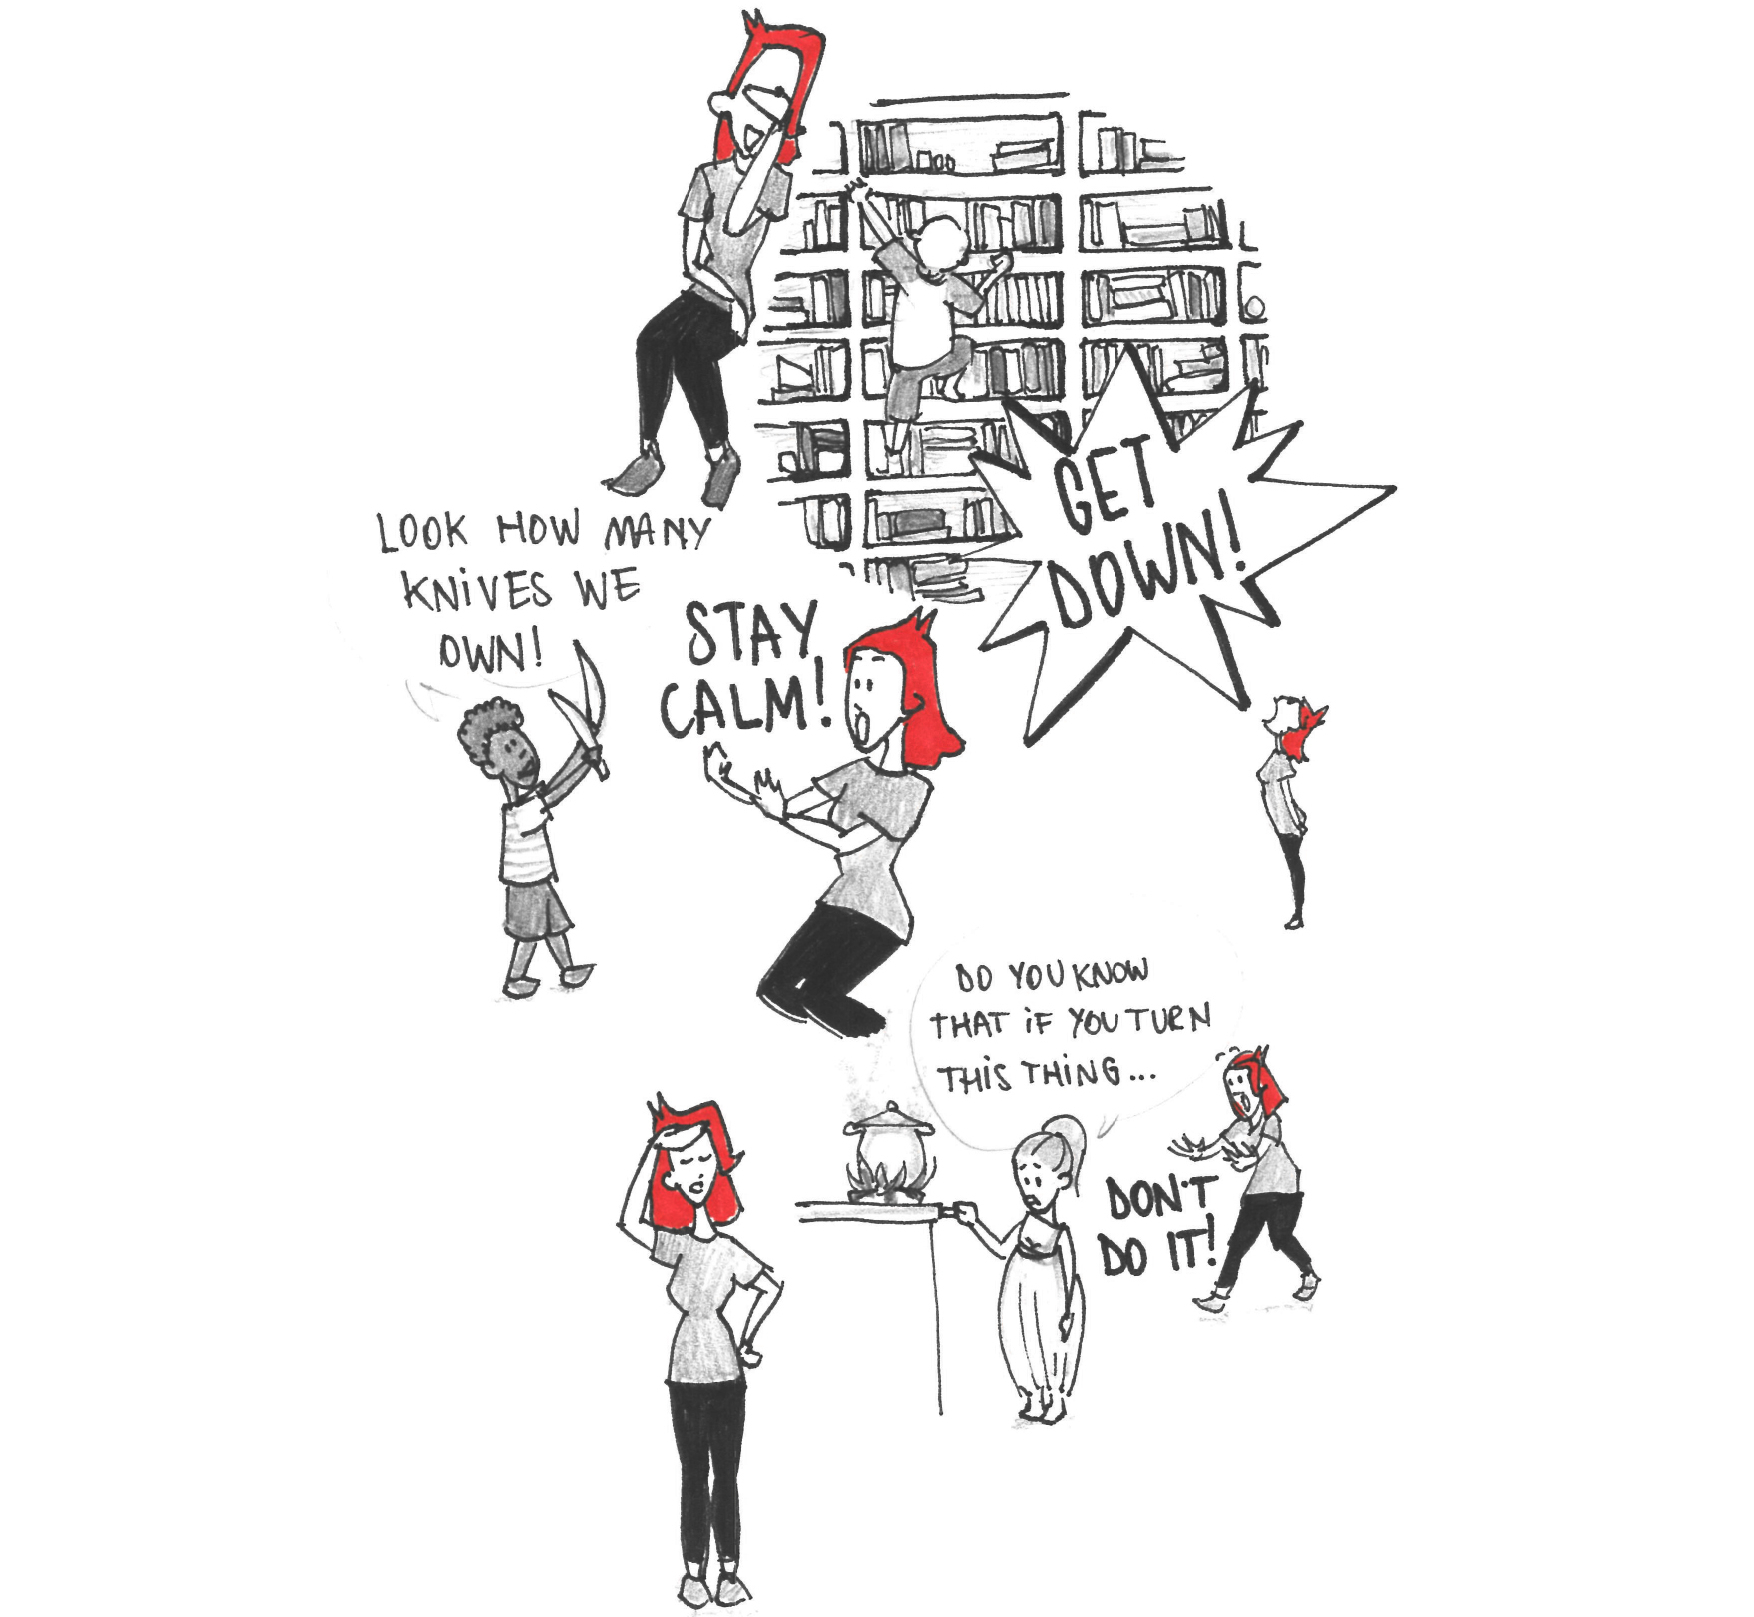 GET
DOWN!
LOOK HOW MANY
KNiVES WE
OWN!
STAY
CALM!
DO YOU KNOW
THAT iF YOU TURN
THiS THiNG...
DON'T
DO IT!